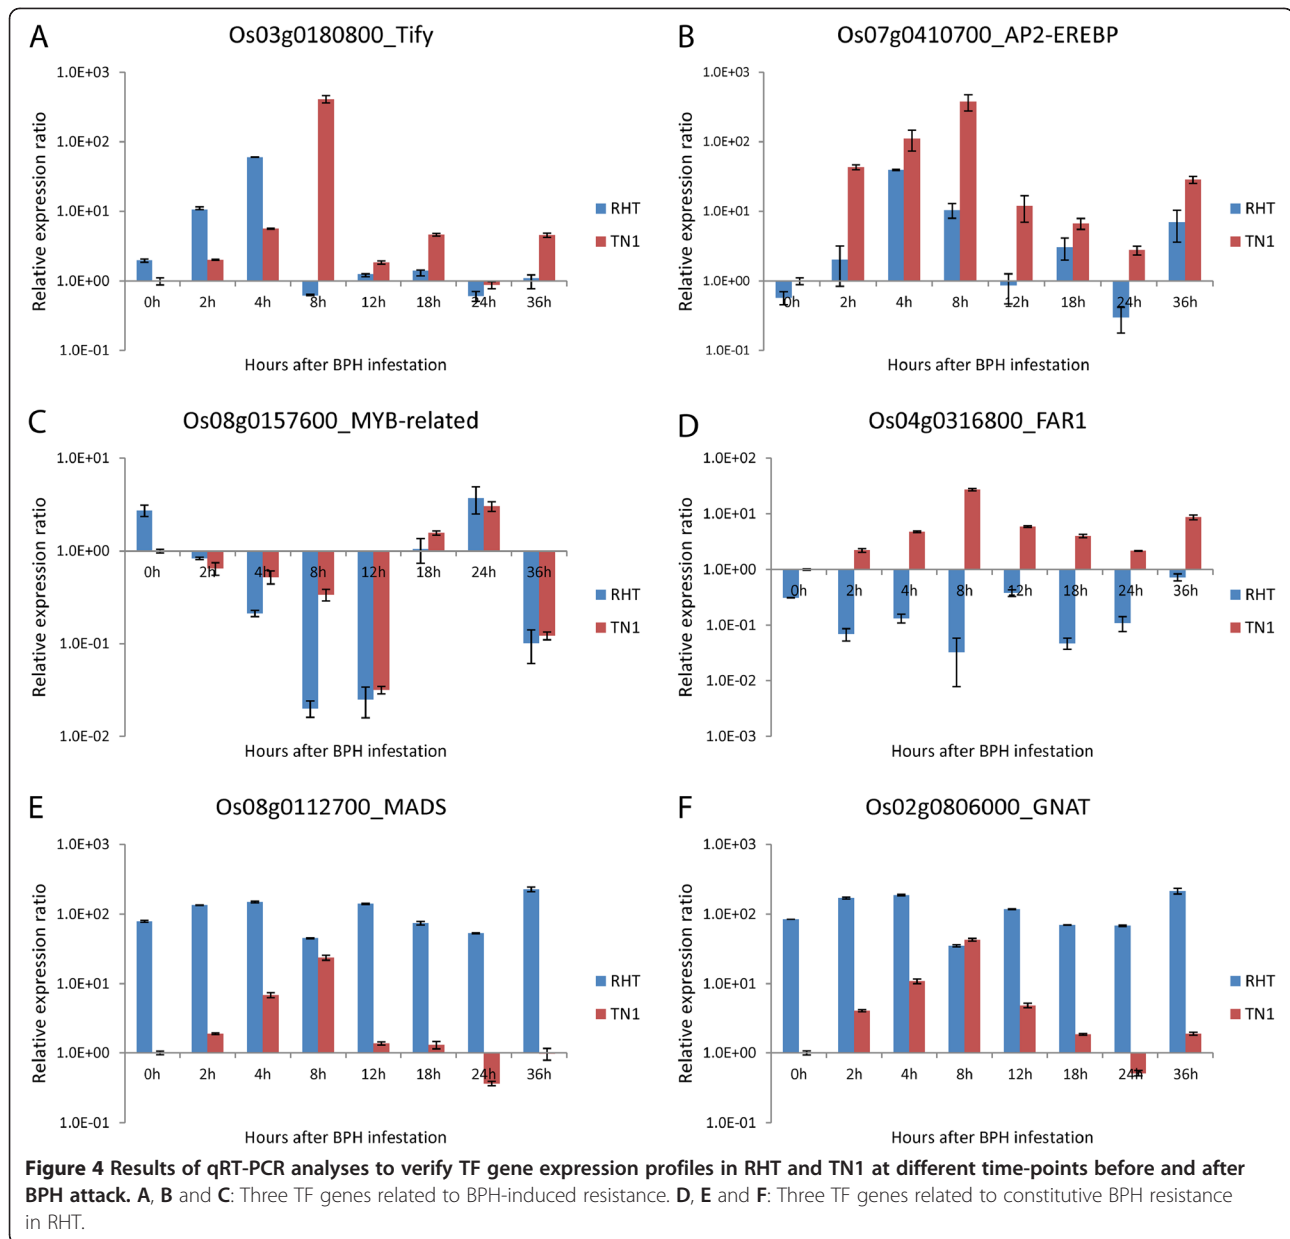 A
Os03g0180800_Tify
Relative expression ratio
1.0E+03
1.0E+02
1.0E+01
1.0E+00
1.0E-01
0h 2h 4h 8h 12h 18h 24h 36h
Hours after BPH infestation
RHT
TN1
B
Os07g0410700_AP2-EREBP
Relative expression ratio
1.0E+03
1.0E+02
1.0E+01
1.0E+00
1.0E-01
0h 2h 4h 8h 12h 18h 24h 36h
Hours after BPH infestation
RHT
TN1
C
Os08g0157600_MYB-related
Relative expression ratio
1.0E+01
1.0E+00
1.0E-01
1.0E-02
0h 2h 4h 8h 12h 18h 24h 36h
Hours after BPH infestation
RHT
TN1
D
Os04g0316800_FAR1
Relative expression ratio
1.0E+02
1.0E+01
1.0E+00
1.0E-01
1.0E-02
1.0E-03
0h 2h 4h 8h 12h 18h 24h 36h
Hours after BPH infestation
RHT
TN1
E
Os08g0112700_MADS
Relative expression ratio
1.0E+03
1.0E+02
1.0E+01
1.0E+00
1.0E-01
0h 2h 4h 8h 12h 18h 24h 36h
Hours after BPH infestation
RHT
TN1
F
Os02g0806000_GNAT
Relative expression ratio
1.0E+03
1.0E+02
1.0E+01
1.0E+00
1.0E-01
0h 2h 4h 8h 12h 18h 24h 36h
Hours after BPH infestation
RHT
TN1
Figure 4 Results of qRT-PCR analyses to verify TF gene expression profiles in RHT and TN1 at different time-points before and after
BPH attack. A, B and C: Three TF genes related to BPH-induced resistance. D, E and F: Three TF genes related to constitutive BPH resistance
in RHT.